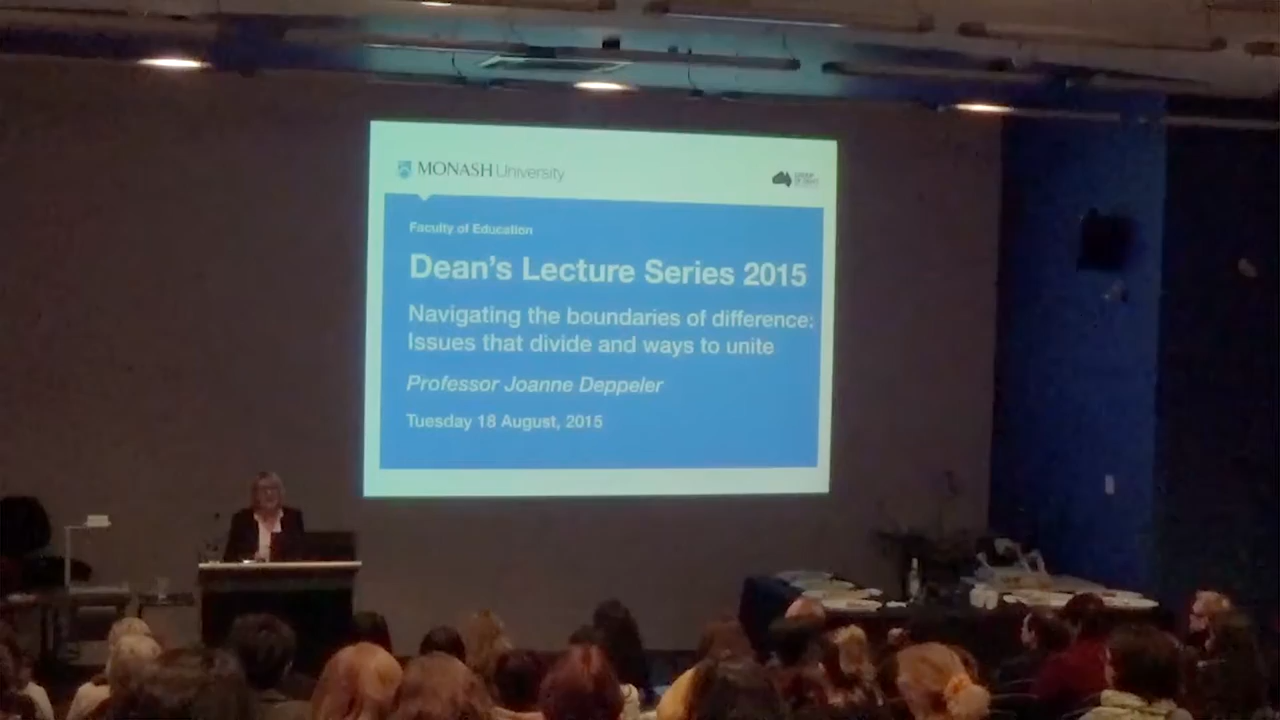 MONASH University
Faculty of Education
Dean's Lecture Series 2015
Navigating the boundaries of difference:
Issues that divide and ways to unite
Professor Joanne Deppeler
Tuesday 18 August, 2015